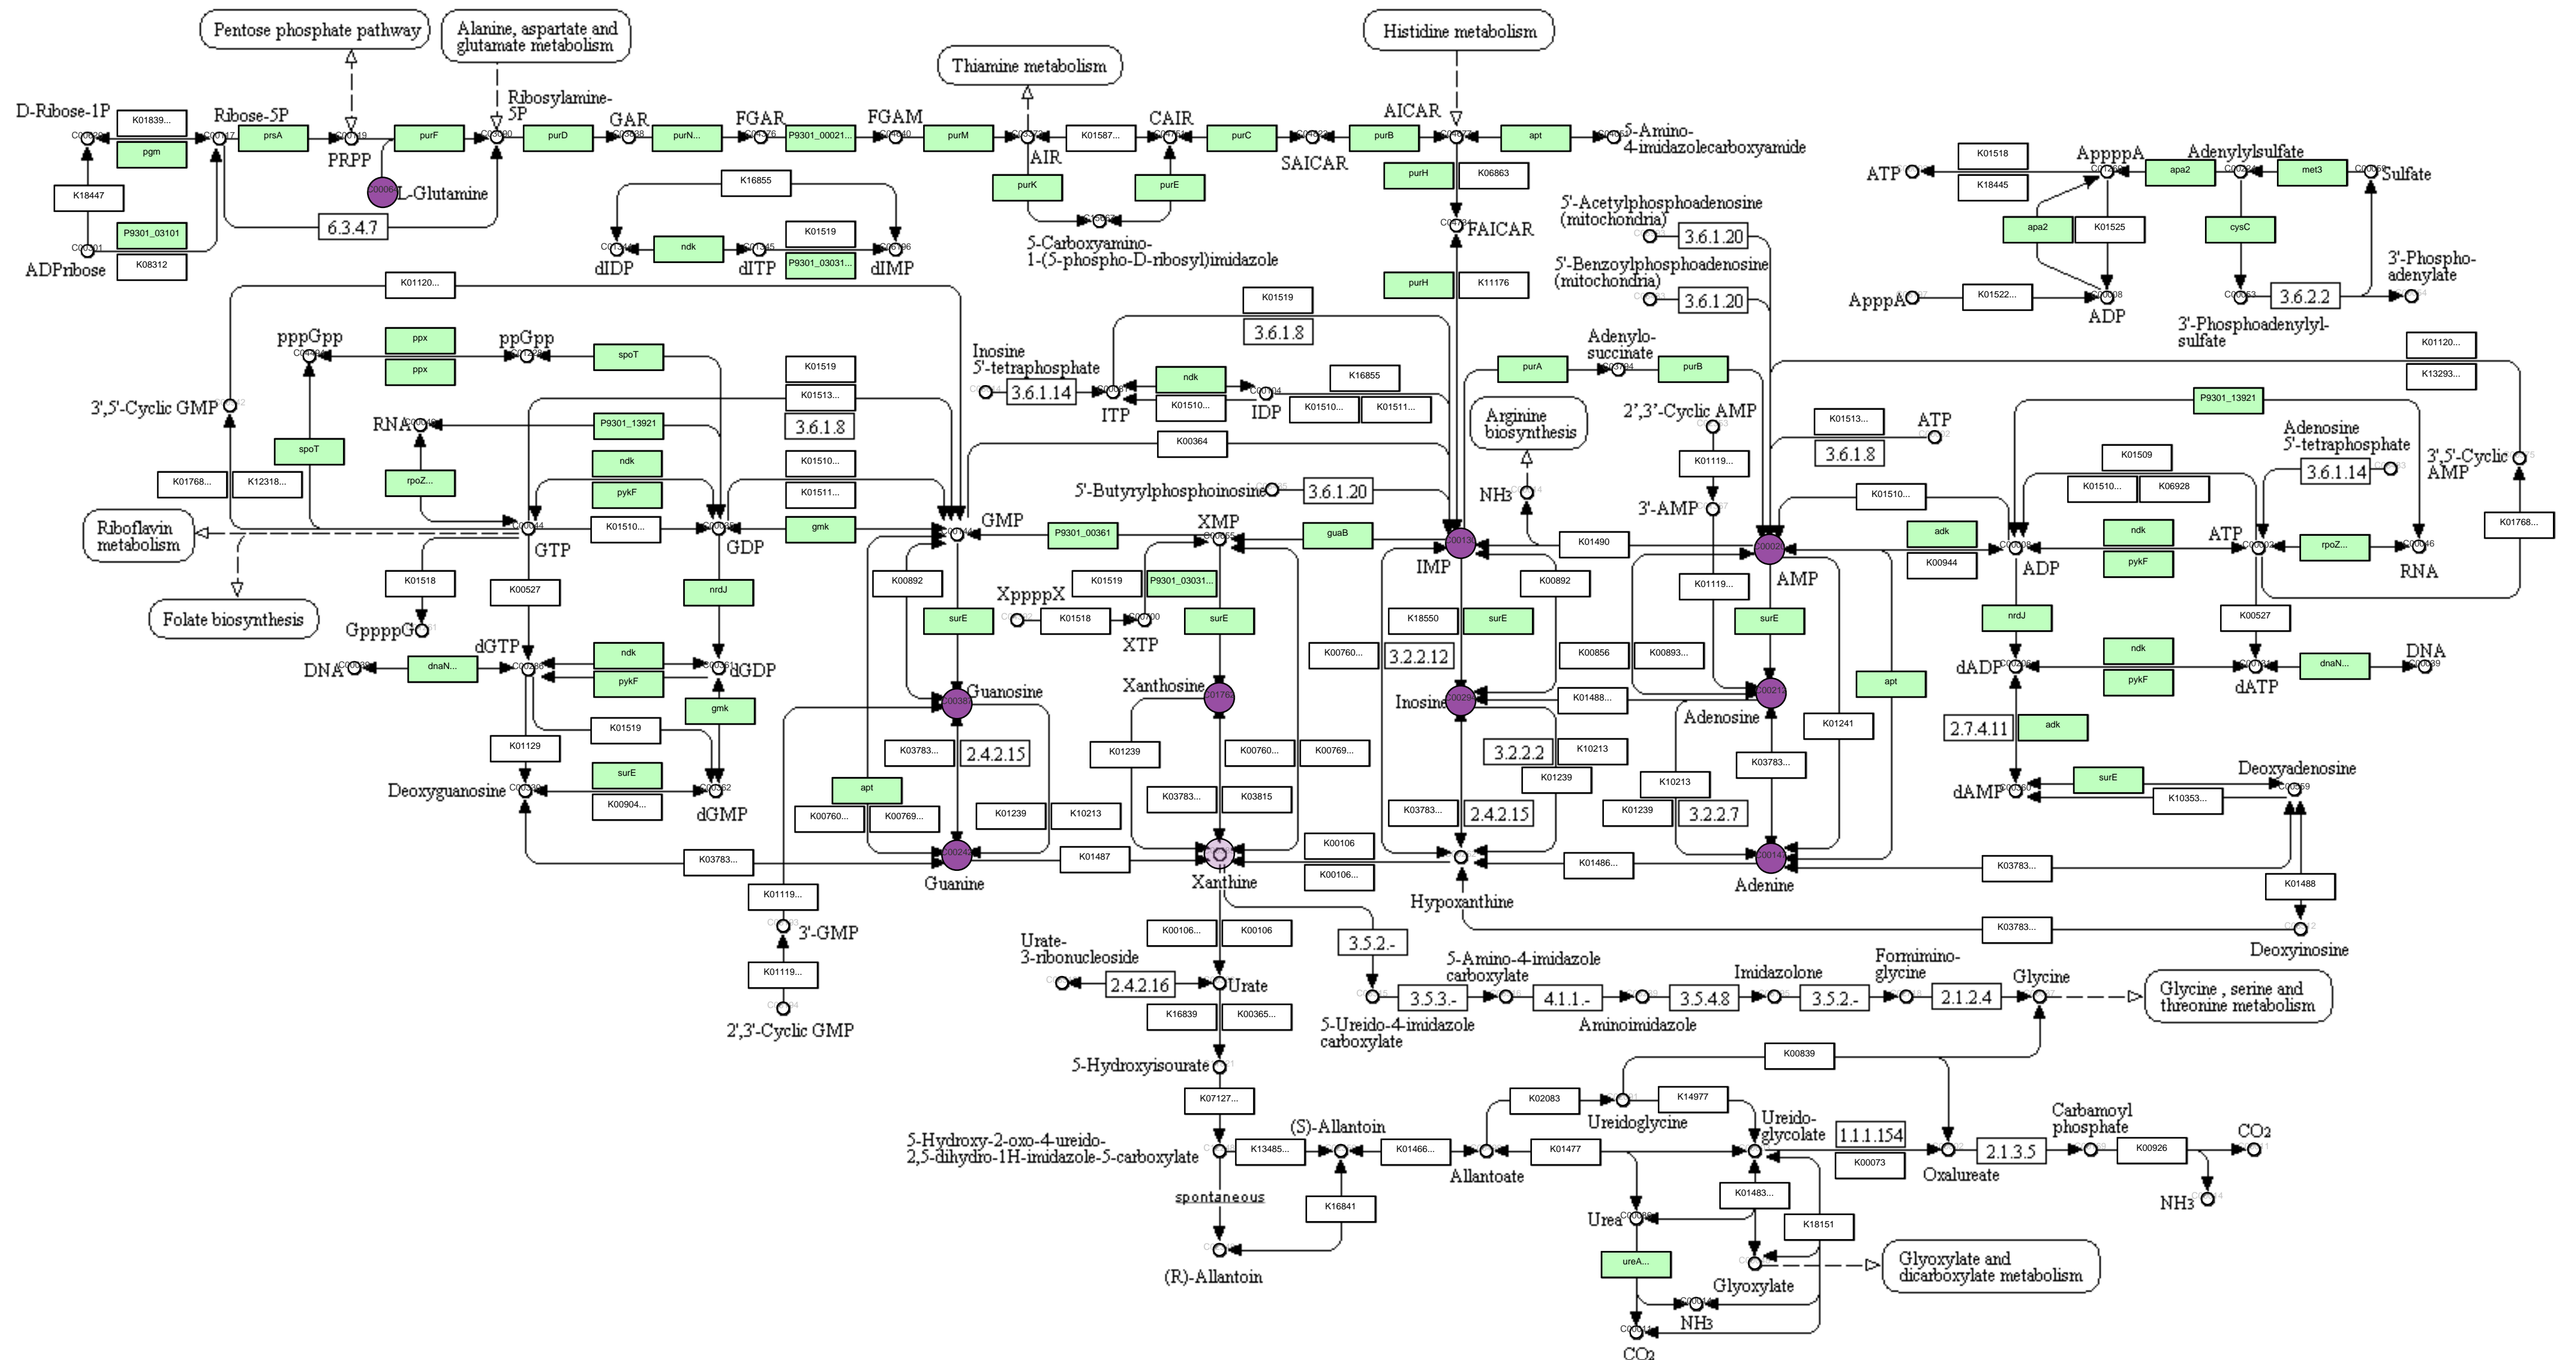 Pentose phosphate pathway
Alanine, aspartate and
glutamate metabolism
Thiamine metabolism
Histidine metabolism
D-Ribose-1P
K01839...
pgm
Ribose-5P
prsA
PRPP
purF
Ribosylamine-
5P
purD
GAR
purN...
FGAR
P9301_00021...
FGAM
purM
AIR
K01587...
CAIR
purC
SAICAR
purB
AICAR
apt
5-Amino-
4-imidazolecarboxyamide
K18447
P9301_03101
K08312
ADPribose
L-Glutamine
6.3.4.7
K16855
dIDP
ndk
dITP
K01519
P9301_03031...
dIMP
purK
purE
5-Carboxyamino-
1-(5-phospho-D-ribosyl)imidazole
purH
K06863
FAICAR
purH
K11176
5'-Acetylphosphoadenosine
(mitochondria)
3.6.1.20
5'-Benzoylphosphoadenosine
(mitochondria)
3.6.1.20
ATP
K01518
K18445
AppppA
Adenylylsulfate
apa2
met3
Sulfate
apa2
K01525
cysC
ApppA
K01522...
ADP
3.6.2.2
3'-Phospho-
adenylate
3'-Phosphoadenylyl-
sulfate
K01120...
pppGpp
ppx
ppx
ppGpp
spoT
3',5'-Cyclic GMP
spoT
RNA
P9301_13921
rpoZ...
ndk
pykF
K01519
K01513...
3.6.1.8
K01510...
K01511...
K01768...
K12318...
Inosine
5'-tetraphosphate
3.6.1.14
K01519
3.6.1.8
ITP
ndk
K01510...
IDP
K16855
K01510...
K01511...
K00364
5'-Butyrylphosphoinosine
3.6.1.20
purA
Adenylo-
succinate
purB
Arginine
biosynthesis
NH3
2',3'-Cyclic AMP
K01119...
3'-AMP
K01513...
3.6.1.8
ATP
K01120...
K13293...
P9301_13921
Adenosine
5'-tetraphosphate
3.6.1.14
3',5'-Cyclic
AMP
K01509
K01510...
K06928
K01510...
K01768...
Riboflavin
metabolism
Folate biosynthesis
GTP
K01510...
GDP
gmk
GMP
P9301_00361
XMP
guaB
IMP
K01490
AMP
adk
K00944
ADP
ndk
pykF
ATP
rpoZ...
RNA
K01518
GppppG
K00527
nrdJ
K00892
surE
XppppX
K01518
K01519
P9301_03031...
XTP
surE
K18550
surE
K00892
K01119...
surE
nrdJ
K00527
DNA
dnaN...
dGTP
ndk
pykF
dGDP
gmk
K00760...
3.2.2.12
K00856
K00893...
apt
dADP
ndk
pykF
dATP
dnaN...
DNA
Guanosine
Xanthosine
Inosine
K01488...
Adenosine
K01129
K01519
K03783...
2.4.2.15
K01239
K00760...
K00769...
3.2.2.2
K10213
K01239
K03783...
K01241
2.7.4.11
adk
Deoxyguanosine
surE
K00904...
dGMP
apt
K00760...
K00769...
K01239
K10213
K03783...
K03815
K03783...
2.4.2.15
K10213
K01239
3.2.2.7
dAMP
surE
K10353...
Deoxyadenosine
K03783...
Guanine
K01487
Xanthine
K00106
K00106...
Hypoxanthine
K01486...
Adenine
K03783...
K01488
K01119...
3'-GMP
K01119...
2',3'-Cyclic GMP
K00106...
K00106
3.5.2.-
K03783...
Deoxyinosine
Urate-
3-ribonucleoside
2.4.2.16
Urate
K16839
K00365...
5-Ureido-4-imidazole
carboxylate
3.5.3.-
5-Amino-4-imidazole
carboxylate
4.1.1.-
Aminoimidazole
3.5.4.8
Imidazolone
3.5.2.-
Formimino-
glycine
2.1.2.4
Glycine
Glycine , serine and
threonine metabolism
5-Hydroxyisourate
K07127...
5-Hydroxy-2-oxo-4-ureido-
2,5-dihydro-1H-imidazole-5-carboxylate
K13485...
(S)-Allantoin
K01466...
Allantoate
K02083
Ureidoglycine
K14977
K00839
K01477
Ureido-
glycolate
1.1.1.154
K00073
Oxalureate
2.1.3.5
Carbamoyl
phosphate
K00926
CO2
NH3
spontaneous
K16841
(R)-Allantoin
Urea
K01483...
K18151
ureA...
Glyoxylate
Glyoxylate and
dicarboxylate metabolism
NH3
CO2